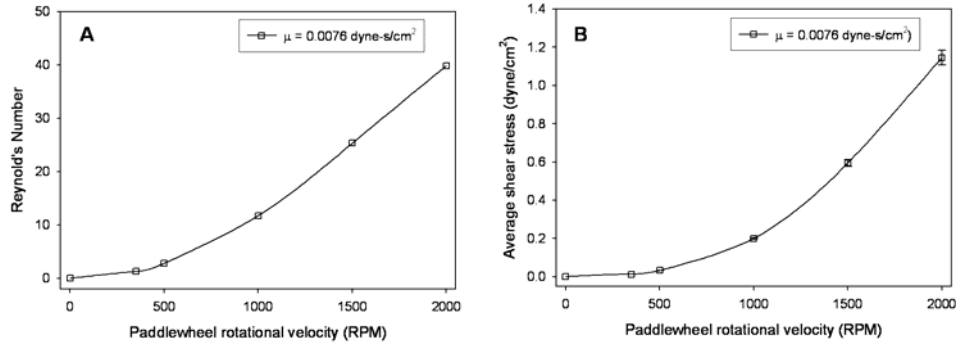 A
μ = 0.0076 dyne-s/cm²
Reynold's Number
50
40
30
20
10
0
0 500 1000 1500 2000
Paddlewheel rotational velocity (RPM)
B
μ = 0.0076 dyne-s/cm²)
Average shear stress (dyne/cm²)
1.4
1.2
1.0
0.8
0.6
0.4
0.2
0.0
0 500 1000 1500 2000
Paddlewheel rotational velocity (RPM)